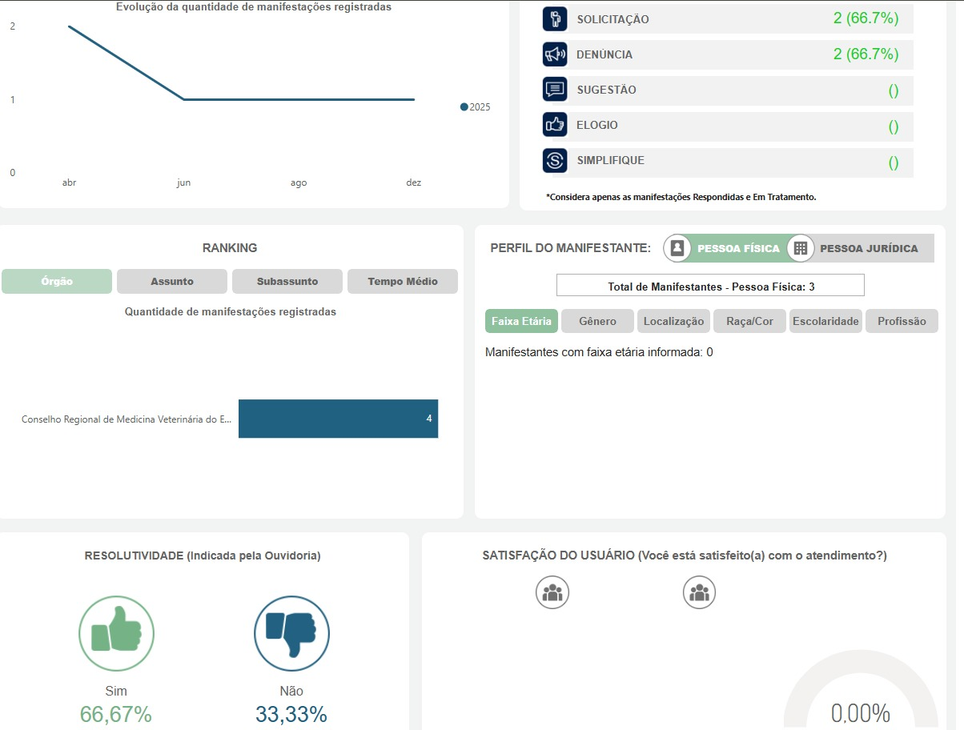 Evolução da quantidade de manifestações registradas
2
1
0
abr
jun
ago
dez
2025
SOLICITAÇÃO
2 (66.7%)
DENÚNCIA
2 (66.7%)
SUGESTÃO
()
ELOGIO
()
SIMPLIFIQUE
()
*Considera apenas as manifestações Respondidas e Em Tratamento.
RANKING
Órgão
Assunto
Subassunto
Tempo Médio
Quantidade de manifestações registradas
Conselho Regional de Medicina Veterinária do E...
4
PERFIL DO MANIFESTANTE:
PESSOA FÍSICA
PESSOA JURÍDICA
Total de Manifestantes - Pessoa Física: 3
Faixa Etária
Gênero
Localização
Raça/Cor
Escolaridade
Profissão
Manifestantes com faixa etária informada: 0
RESOLUTIVIDADE (Indicada pela Ouvidoria)
Sim
66,67%
Não
33,33%
SATISFAÇÃO DO USUÁRIO (Você está satisfeito(a) com o atendimento?)
0,00%